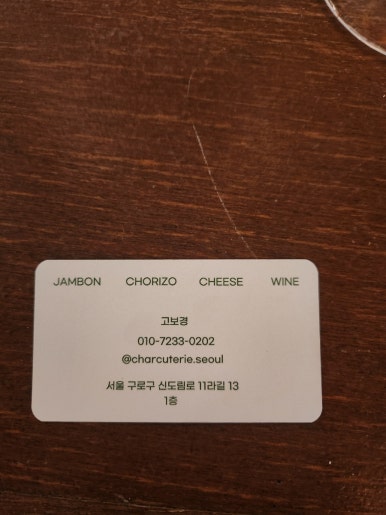 JAMBON CHORIZO CHEESE WINE
고보경
010-7233-0202
@charcuterie.seoul
서울 구로구 신도림로 11라길 13
1층